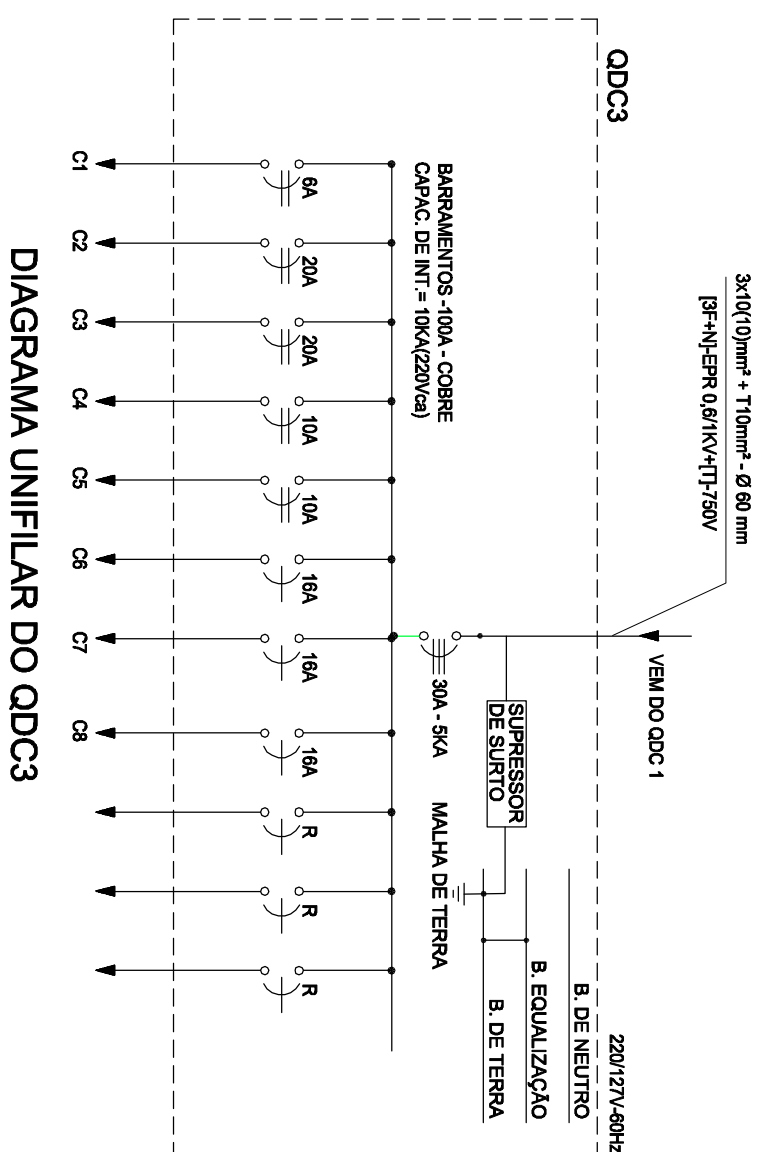 QDC3
3x10(10)mm² + T10mm² - Ø 60 mm
[3F+N]-EPR 0,6/1KV+[T]-750V
VEM DO QDC 1
220/127V-60Hz
B. DE NEUTRO
B. EQUALIZAÇÃO
B. DE TERRA
SUPRESSOR
DE SURTO
MALHA DE TERRA
30A - 5KA
BARRAMENTOS -100A - COBRE
CAPAC. DE INT.= 10KA(220Vca)
6A
20A
20A
10A
10A
16A
16A
16A
R
R
R
C1
C2
C3
C4
C5
C6
C7
C8
DIAGRAMA UNIFILAR DO QDC3